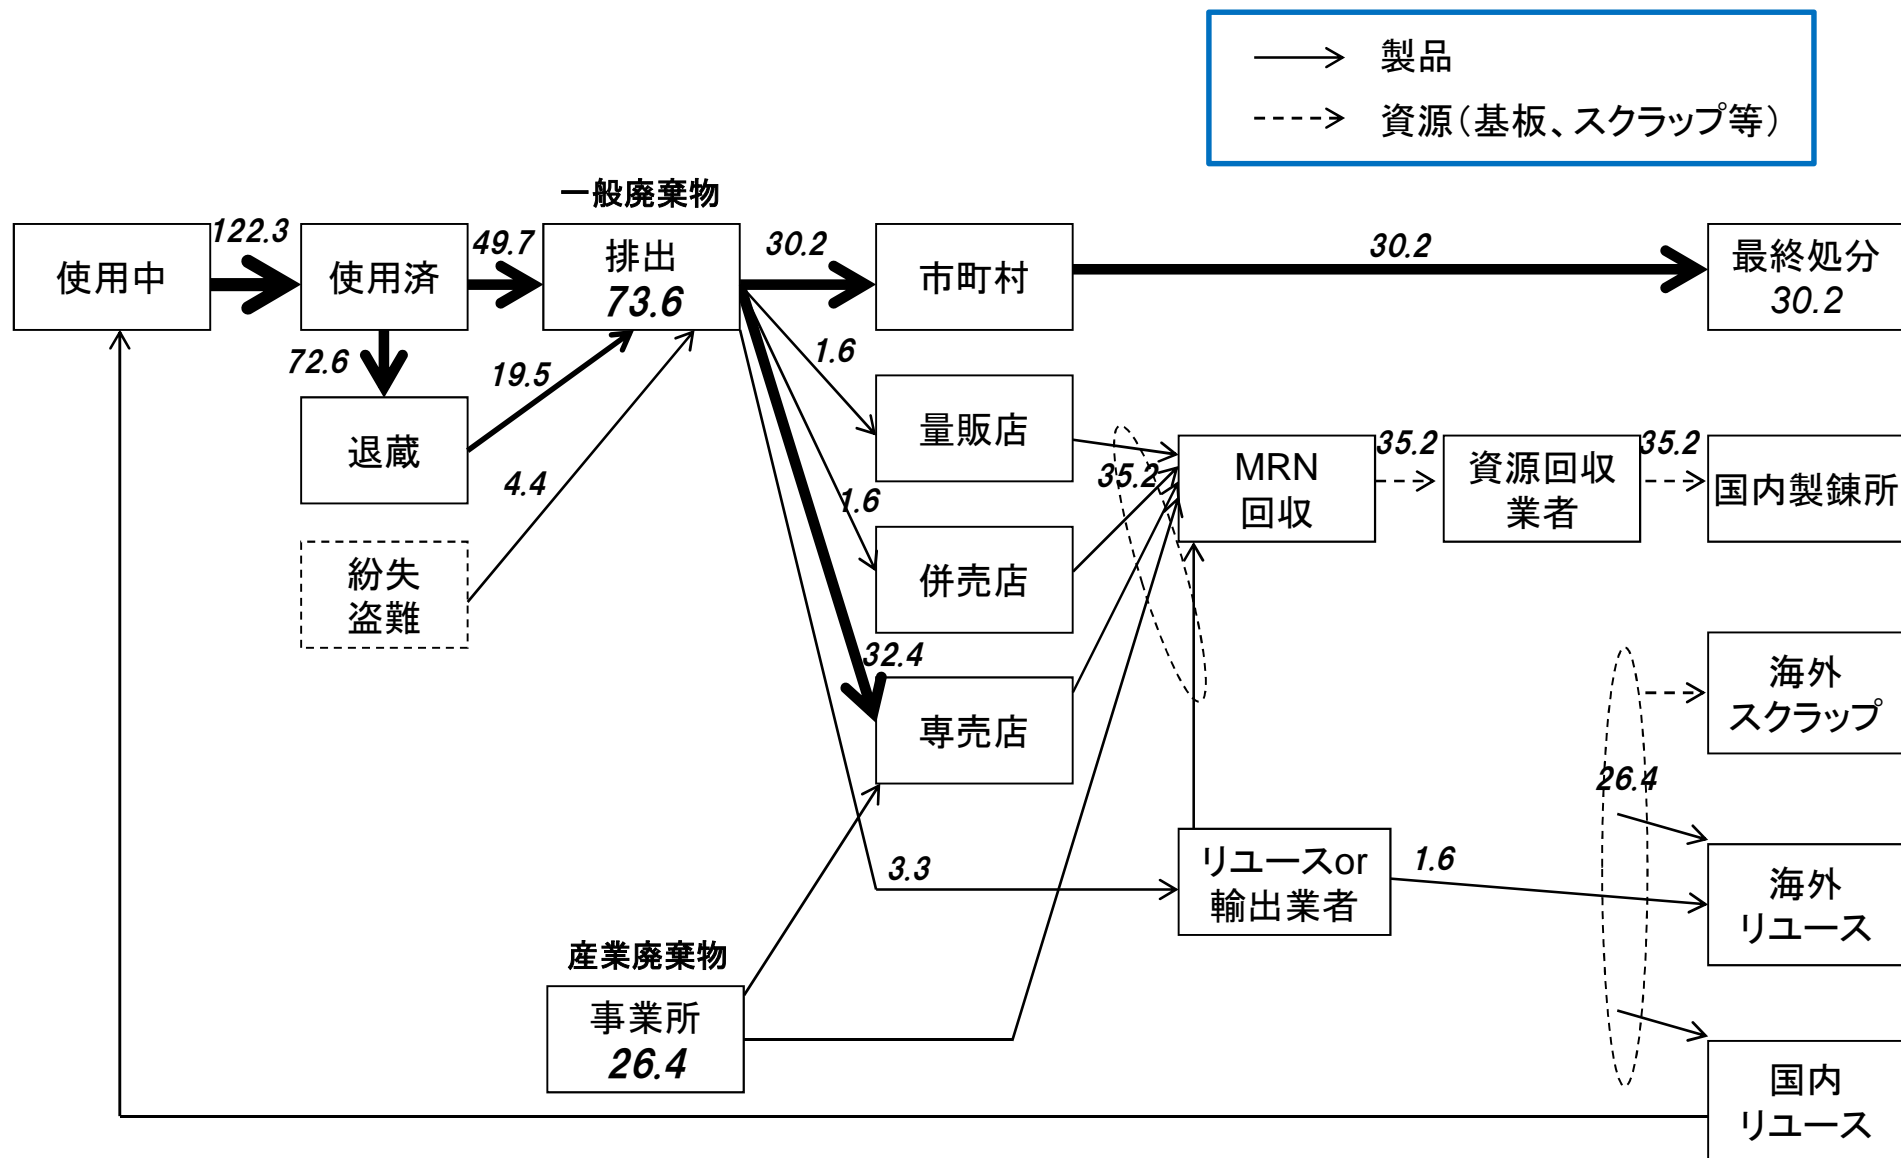 製品
資源(基板、スクラップ等)
一般廃棄物
使用中
122.3
使用済
49.7
排出
73.6
30.2
市町村
30.2
最終処分
30.2
72.6
退蔵
19.5
4.4
紛失
盗難
1.6
量販店
1.6
併売店
32.4
専売店
35.2
MRN
回収
35.2
資源回収
業者
35.2
国内製錬所
海外
スクラップ
26.4
3.3
リユースor
輸出業者
1.6
海外
リユース
産業廃棄物
事業所
26.4
国内
リユース